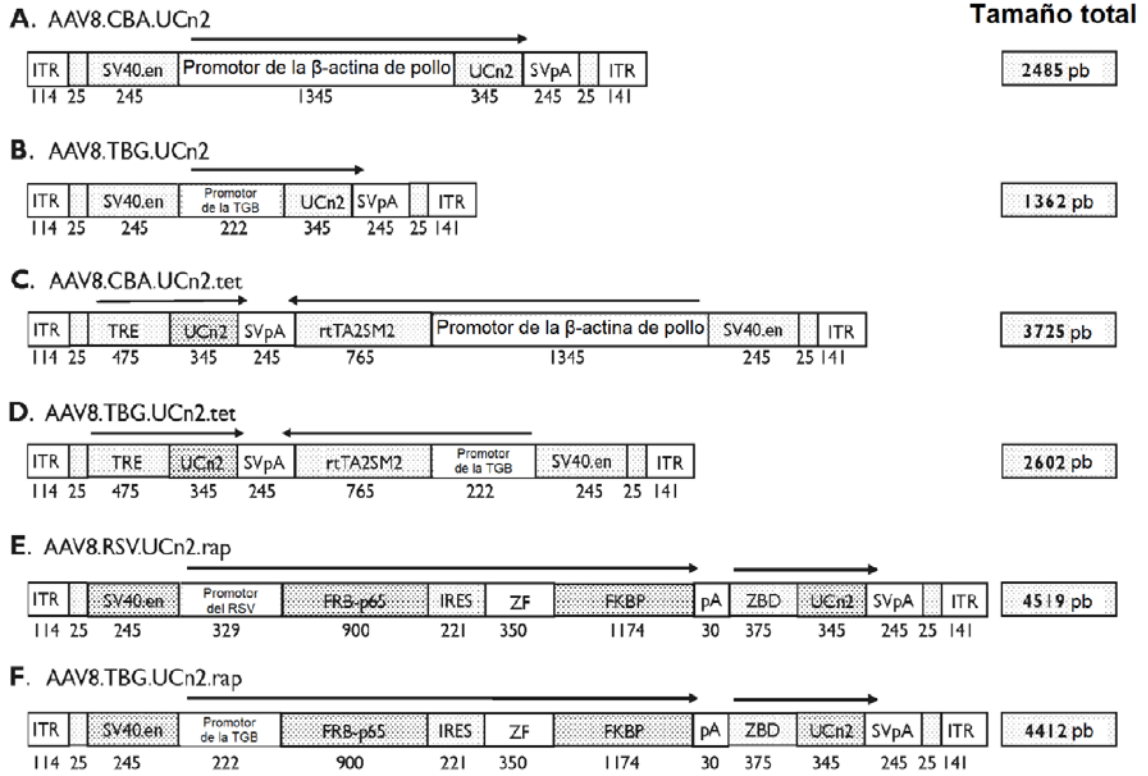 Tamaño total
A. AAV8.CBA.UCn2
ITR SV40.en Promotor de la β-actina de pollo UCn2 SVpA ITR 2485 pb
114 25 245 1345 345 245 25 141
B. AAV8.TBG.UCn2
ITR SV40.en Promotor de la TGB UCn2 SVpA ITR 1362 pb
114 25 245 222 345 245 25 141
C. AAV8.CBA.UCn2.tet
ITR TRE UCn2 SVpA rtTA2SM2 Promotor de la β-actina de pollo SV40.en ITR 3725 pb
114 25 475 345 245 765 1345 245 25 141
D. AAV8.TBG.UCn2.tet
ITR TRE UCn2 SVpA rtTA2SM2 Promotor de la TGB SV40.en ITR 2602 pb
114 25 475 345 245 765 222 245 25 141
E. AAV8.RSV.UCn2.rap
ITR SV40.en Promotor del RSV FRB-p65 IRES ZF FKBP pA ZBD UCn2 SVpA ITR 4519 pb
114 25 245 329 900 221 350 1174 30 375 345 245 25 141
F. AAV8.TBG.UCn2.rap
ITR SV40.en Promotor de la TGB FRB-p65 IRES ZF FKBP pA ZBD UCn2 SVpA ITR 4412 pb
114 25 245 222 900 221 350 1174 30 375 345 245 25 141